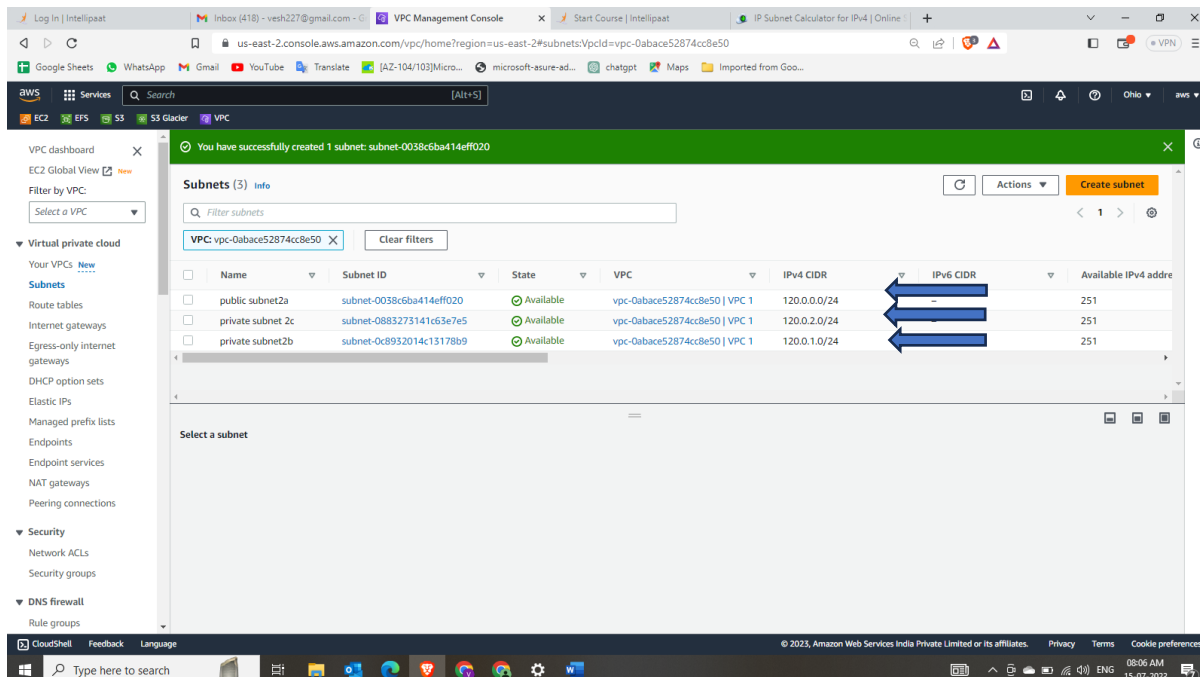 Log In | Intellipaat
Inbox (418) - vesh227@gmail.com - G
VPC Management Console
Start Course | Intellipaat
IP Subnet Calculator for IPv4 | Online
us-east-2.console.aws.amazon.com/vpc/home?region=us-east-2#subnets:VpcId=vpc-0abace52874cc8e50
VPN
Google Sheets WhatsApp Gmail YouTube Translate [AZ-104/103]Micro... microsoft-asure-ad... chatgpt Maps Imported from Goo...
aws Services Search [Alt+S] Ohio aws
EC2 EFS S3 S3 Glacier VPC
VPC dashboard
EC2 Global View New
Filter by VPC:
Select a VPC
Virtual private cloud
Your VPCs New
Subnets
Route tables
Internet gateways
Egress-only internet
gateways
DHCP option sets
Elastic IPs
Managed prefix lists
Endpoints
Endpoint services
NAT gateways
Peering connections
Security
Network ACLs
Security groups
DNS firewall
Rule groups
You have successfully created 1 subnet: subnet-0038c6ba414eff020
Subnets (3) Info
Actions
Create subnet
Filter subnets
1
VPC: vpc-0abace52874cc8e50
Clear filters
Name Subnet ID State VPC IPv4 CIDR IPv6 CIDR Available IPv4 addre
public subnet2a subnet-0038c6ba414eff020 Available vpc-0abace52874cc8e50 | VPC 1 120.0.0.0/24 – 251
private subnet 2c subnet-0883273141c63e7e5 Available vpc-0abace52874cc8e50 | VPC 1 120.0.2.0/24 – 251
private subnet2b subnet-0c8932014c13178b9 Available vpc-0abace52874cc8e50 | VPC 1 120.0.1.0/24 251
Select a subnet
CloudShell Feedback Language © 2023, Amazon Web Services India Private Limited or its affiliates. Privacy Terms Cookie preferences
Type here to search
ENG
08:06 AM
15-07-2023